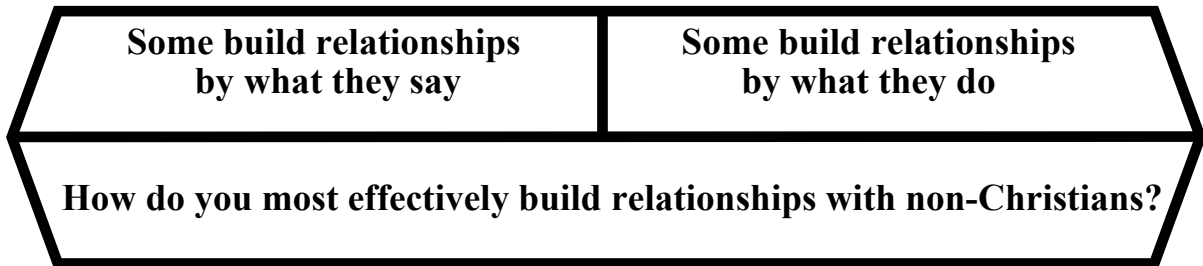 Some build relationships
by what they say
Some build relationships
by what they do
How do you most effectively build relationships with non-Christians?